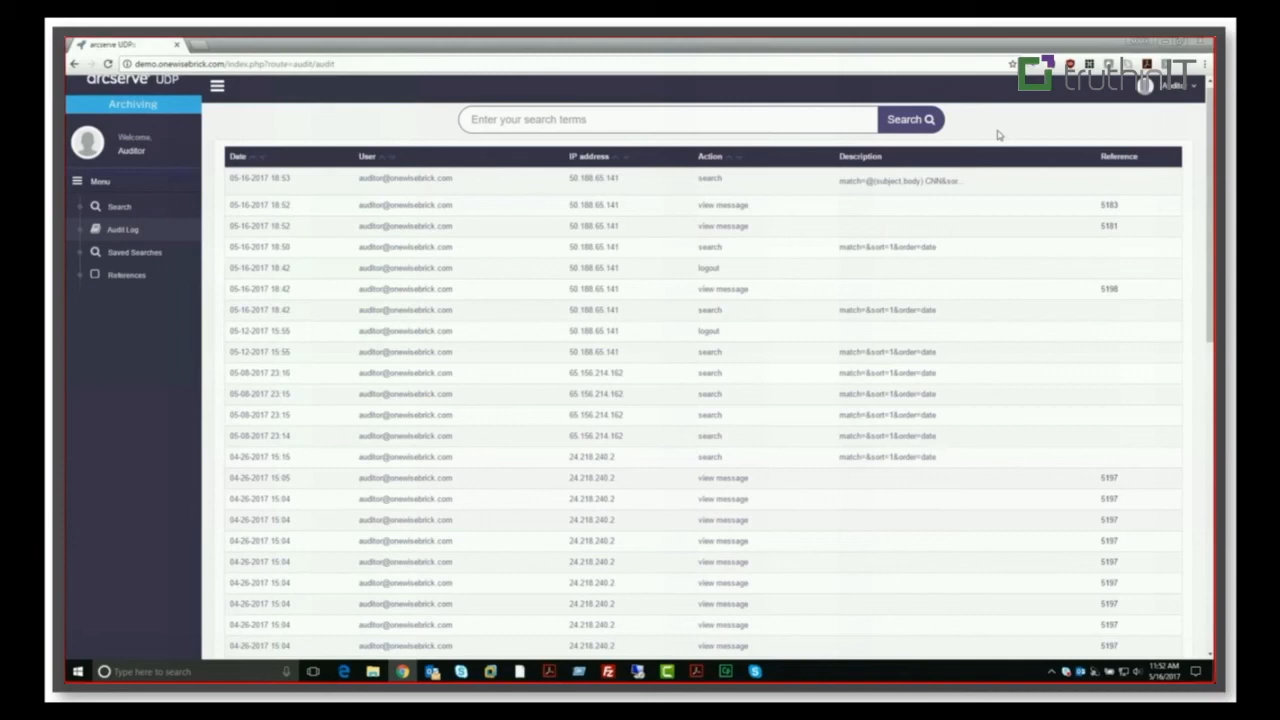 arcserve UDP:
demo.onewisebrick.com/index.php?route=audit/audit
truthinIT
arcserve UDP
Archiving
Welcome,
Auditor
Menu
Search
Audit Log
Saved Searches
References
Enter your search terms
Search
Date User IP address Action Description Reference
05-16-2017 18:53 auditor@onewisebrick.com 50.188.65.141 search match=@(subject,body) CNN&sor...
05-16-2017 18:52 auditor@onewisebrick.com 50.188.65.141 view message 5183
05-16-2017 18:52 auditor@onewisebrick.com 50.188.65.141 view message 5181
05-16-2017 18:50 auditor@onewisebrick.com 50.188.65.141 search match=&sort=1&order=date
05-16-2017 18:42 auditor@onewisebrick.com 50.188.65.141 logout
05-16-2017 18:42 auditor@onewisebrick.com 50.188.65.141 view message 5198
05-16-2017 18:42 auditor@onewisebrick.com 50.188.65.141 search match=&sort=1&order=date
05-12-2017 15:55 auditor@onewisebrick.com 50.188.65.141 logout
05-12-2017 15:55 auditor@onewisebrick.com 50.188.65.141 search match=&sort=1&order=date
05-08-2017 23:16 auditor@onewisebrick.com 65.156.214.162 search match=&sort=1&order=date
05-08-2017 23:15 auditor@onewisebrick.com 65.156.214.162 search match=&sort=1&order=date
05-08-2017 23:15 auditor@onewisebrick.com 65.156.214.162 search match=&sort=1&order=date
05-08-2017 23:14 auditor@onewisebrick.com 65.156.214.162 search match=&sort=1&order=date
04-26-2017 15:15 auditor@onewisebrick.com 24.218.240.2 search match=&sort=1&order=date
04-26-2017 15:05 auditor@onewisebrick.com 24.218.240.2 view message 5197
04-26-2017 15:04 auditor@onewisebrick.com 24.218.240.2 view message 5197
04-26-2017 15:04 auditor@onewisebrick.com 24.218.240.2 view message 5197
04-26-2017 15:04 auditor@onewisebrick.com 24.218.240.2 view message 5197
04-26-2017 15:04 auditor@onewisebrick.com 24.218.240.2 view message 5197
04-26-2017 15:04 auditor@onewisebrick.com 24.218.240.2 view message 5197
04-26-2017 15:04 auditor@onewisebrick.com 24.218.240.2 view message 5197
04-26-2017 15:04 auditor@onewisebrick.com 24.218.240.2 view message 5197
04-26-2017 15:04 auditor@onewisebrick.com 24.218.240.2 view message 5197
Type here to search
11:52 AM
5/16/2017